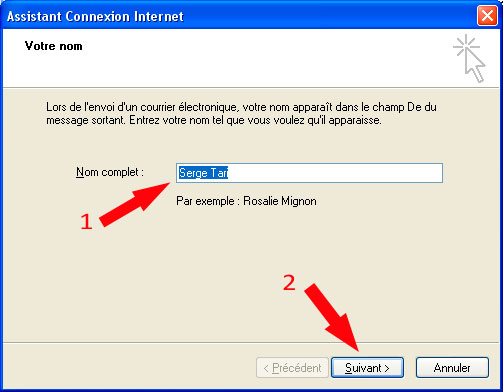 Assistant Connexion Internet
Votre nom
Lors de l'envoi d'un courrier électronique, votre nom apparaît dans le champ De du
message sortant. Entrez votre nom tel que vous voulez qu'il apparaisse.
Nom complet : Serge Tari
1
Par exemple : Rosalie Mignon
2
< Précédent Suivant > Annuler